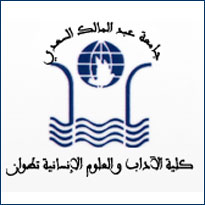 جامعة عبد المالك السعدي
كلية الآداب والعلوم الإنسانية تطوان